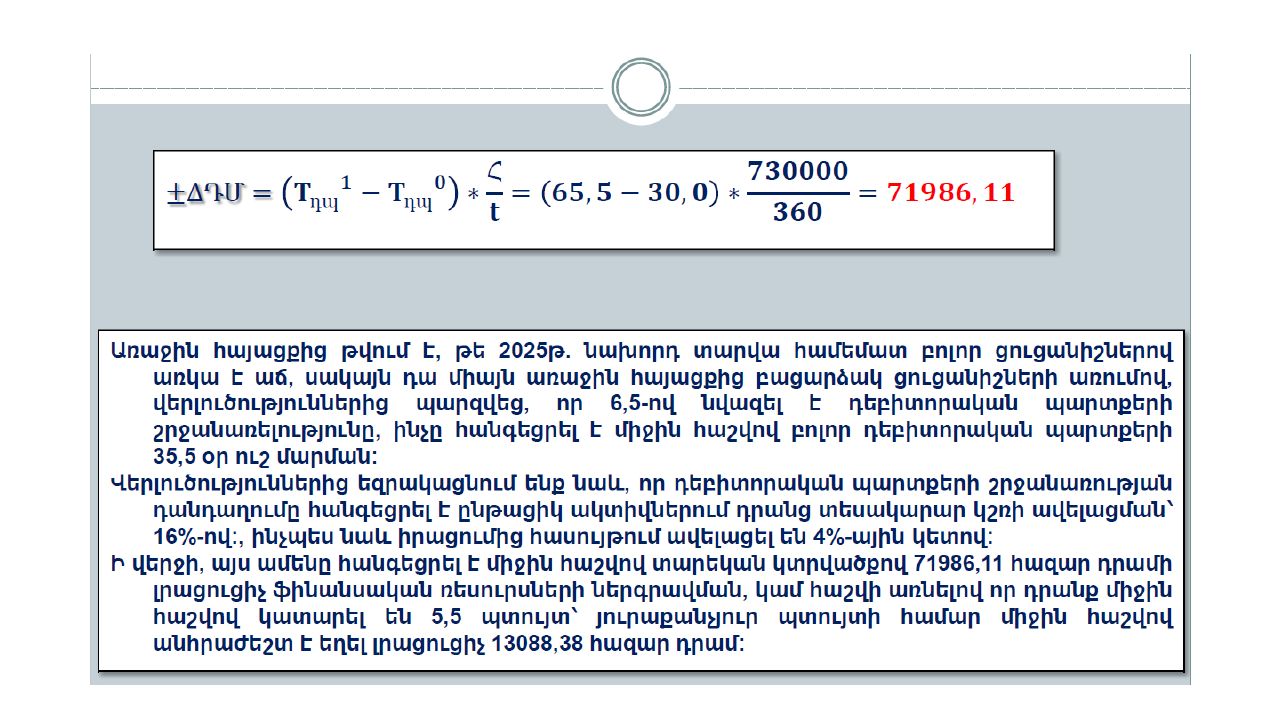 ±ΔԴՄ = (Tդպ¹ − Tդպ⁰) ∗ Հ/t = (65,5 − 30,0) ∗ 730000/360 = 71986,11
Առաջին հայացքից թվում է, թե 2025թ. նախորդ տարվա համեմատ բոլոր ցուցանիշներով
առկա է աճ, սակայն դա միայն առաջին հայացքից բացարձակ ցուցանիշների առումով,
վերլուծություններից պարզվեց, որ 6,5-ով նվազել է դեբիտորական պարտքերի
շրջանառելությունը, ինչը հանգեցրել է միջին հաշվով բոլոր դեբիտորական պարտքերի
35,5 օր ուշ մարման:
Վերլուծություններից եզրակացնում ենք նաև, որ դեբիտորական պարտքերի շրջանառության
դանդաղումը հանգեցրել է ընթացիկ ակտիվներում դրանց տեսակարար կշռի ավելացման՝
16%-ով:, ինչպես նաև իրացումից հասույթում ավելացել են 4%-ային կետով:
Ի վերջի, այս ամենը հանգեցրել է միջին հաշվով տարեկան կտրվածքով 71986,11 հազար դրամի
լրացուցիչ ֆինանսական ռեսուրսների ներգրավման, կամ հաշվի առնելով որ դրանք միջին
հաշվով կատարել են 5,5 պտույտ՝ յուրաքանչյուր պտույտի համար միջին հաշվով
անհրաժեշտ է եղել լրացուցիչ 13088,38 հազար դրամ: